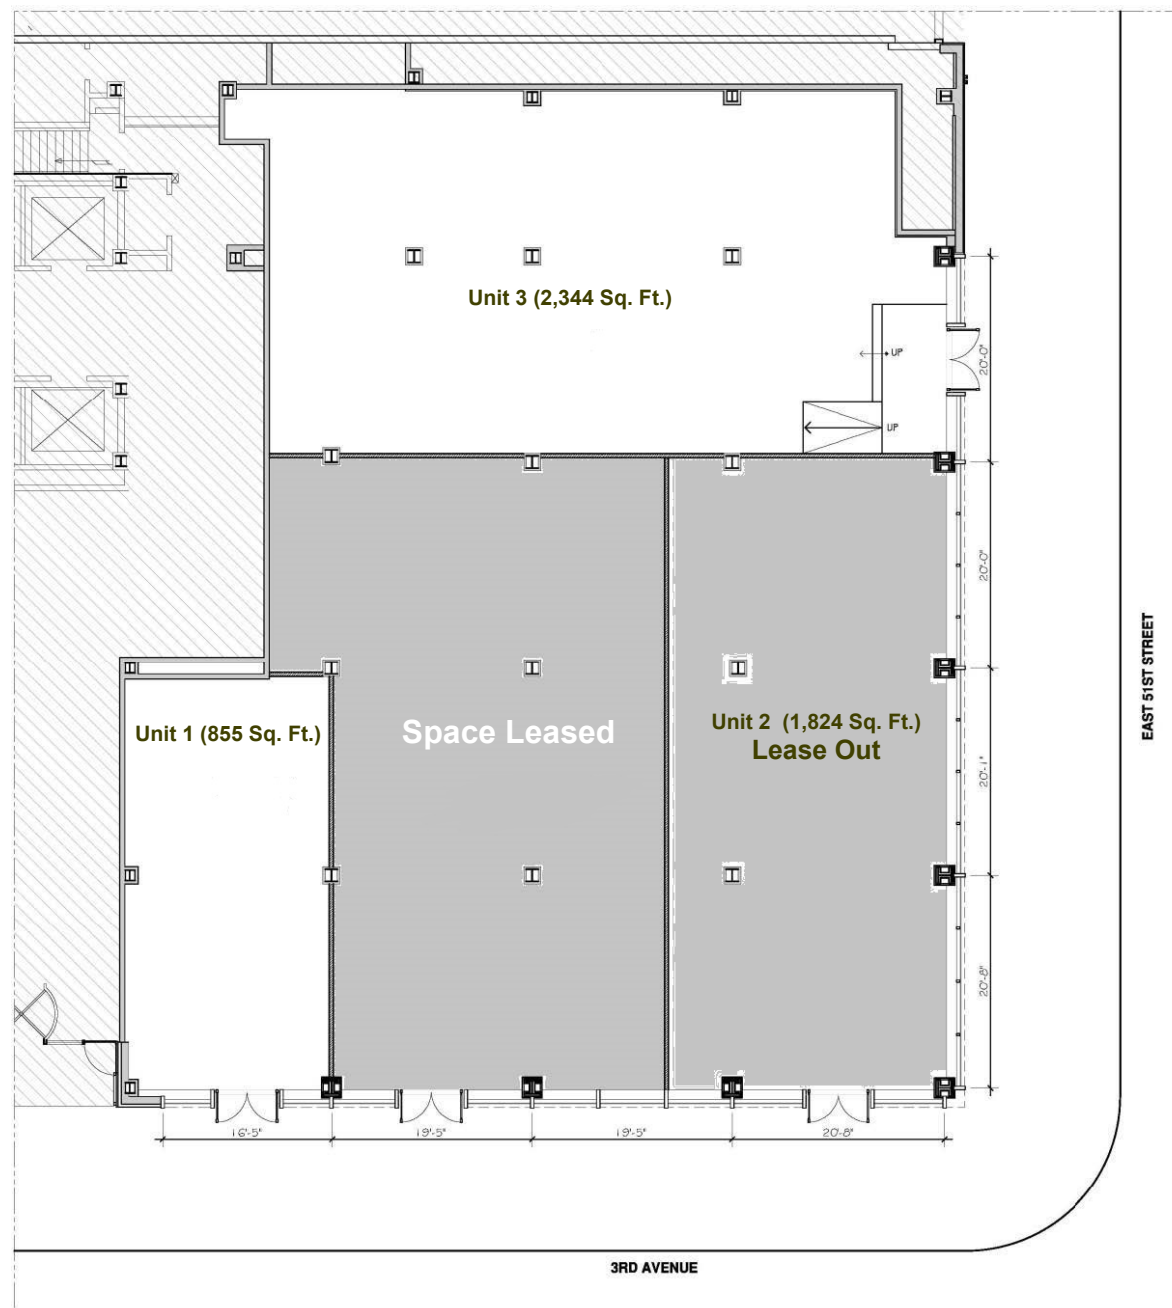 Unit 3 (2,344 Sq. Ft.)
UP
20'-0"
UP
20'-0"
EAST 51ST STREET
Unit 1 (855 Sq. Ft.)
Space Leased
Unit 2 (1,824 Sq. Ft.)
Lease Out
20'-1"
20'-8"
16'-5"
19'-5"
19'-5"
20'-8"
3RD AVENUE